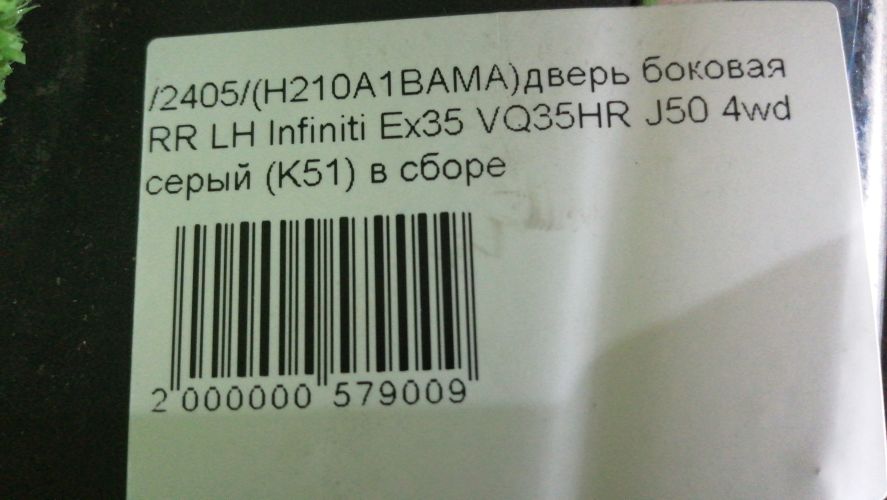 /2405/(H210A1BAMA)дверь боковая
RR LH Infiniti Ex35 VQ35HR J50 4wd
серый (K51) в сборе
2 000000 579009